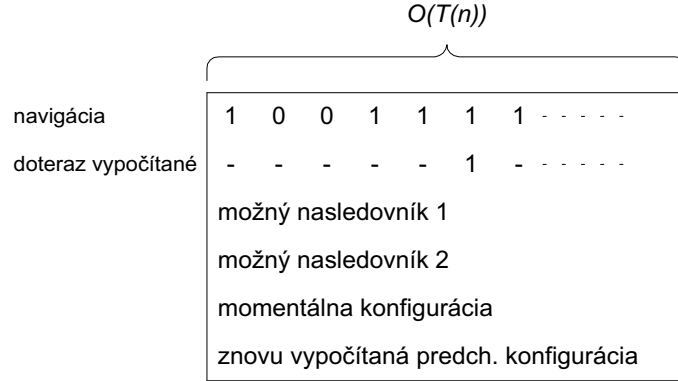 O(T(n))
navigácia 1 0 0 1 1 1 1 - - - - -
doteraz vypočítané - - - - - 1 - - - - - -
možný nasledovník 1
možný nasledovník 2
momentálna konfigurácia
znovu vypočítaná predch. konfigurácia